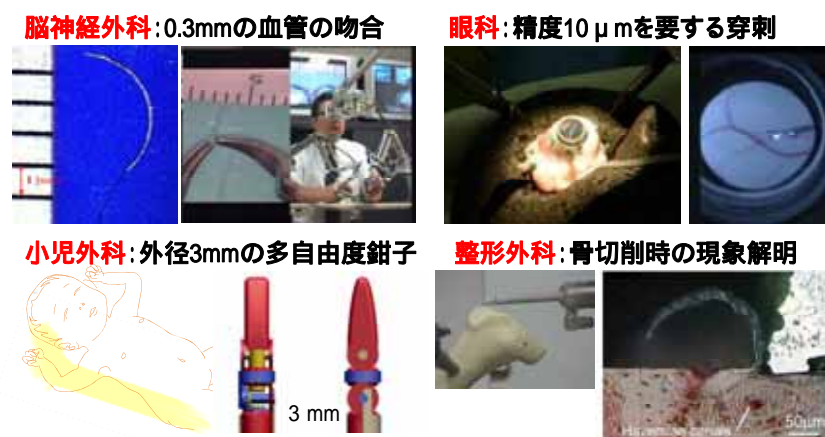 脳神経外科:0.3mmの血管の吻合
眼科:精度10μmを要する穿刺
小児外科:外径3mmの多自由度鉗子
3 mm
整形外科:骨切削時の現象解明
50μm